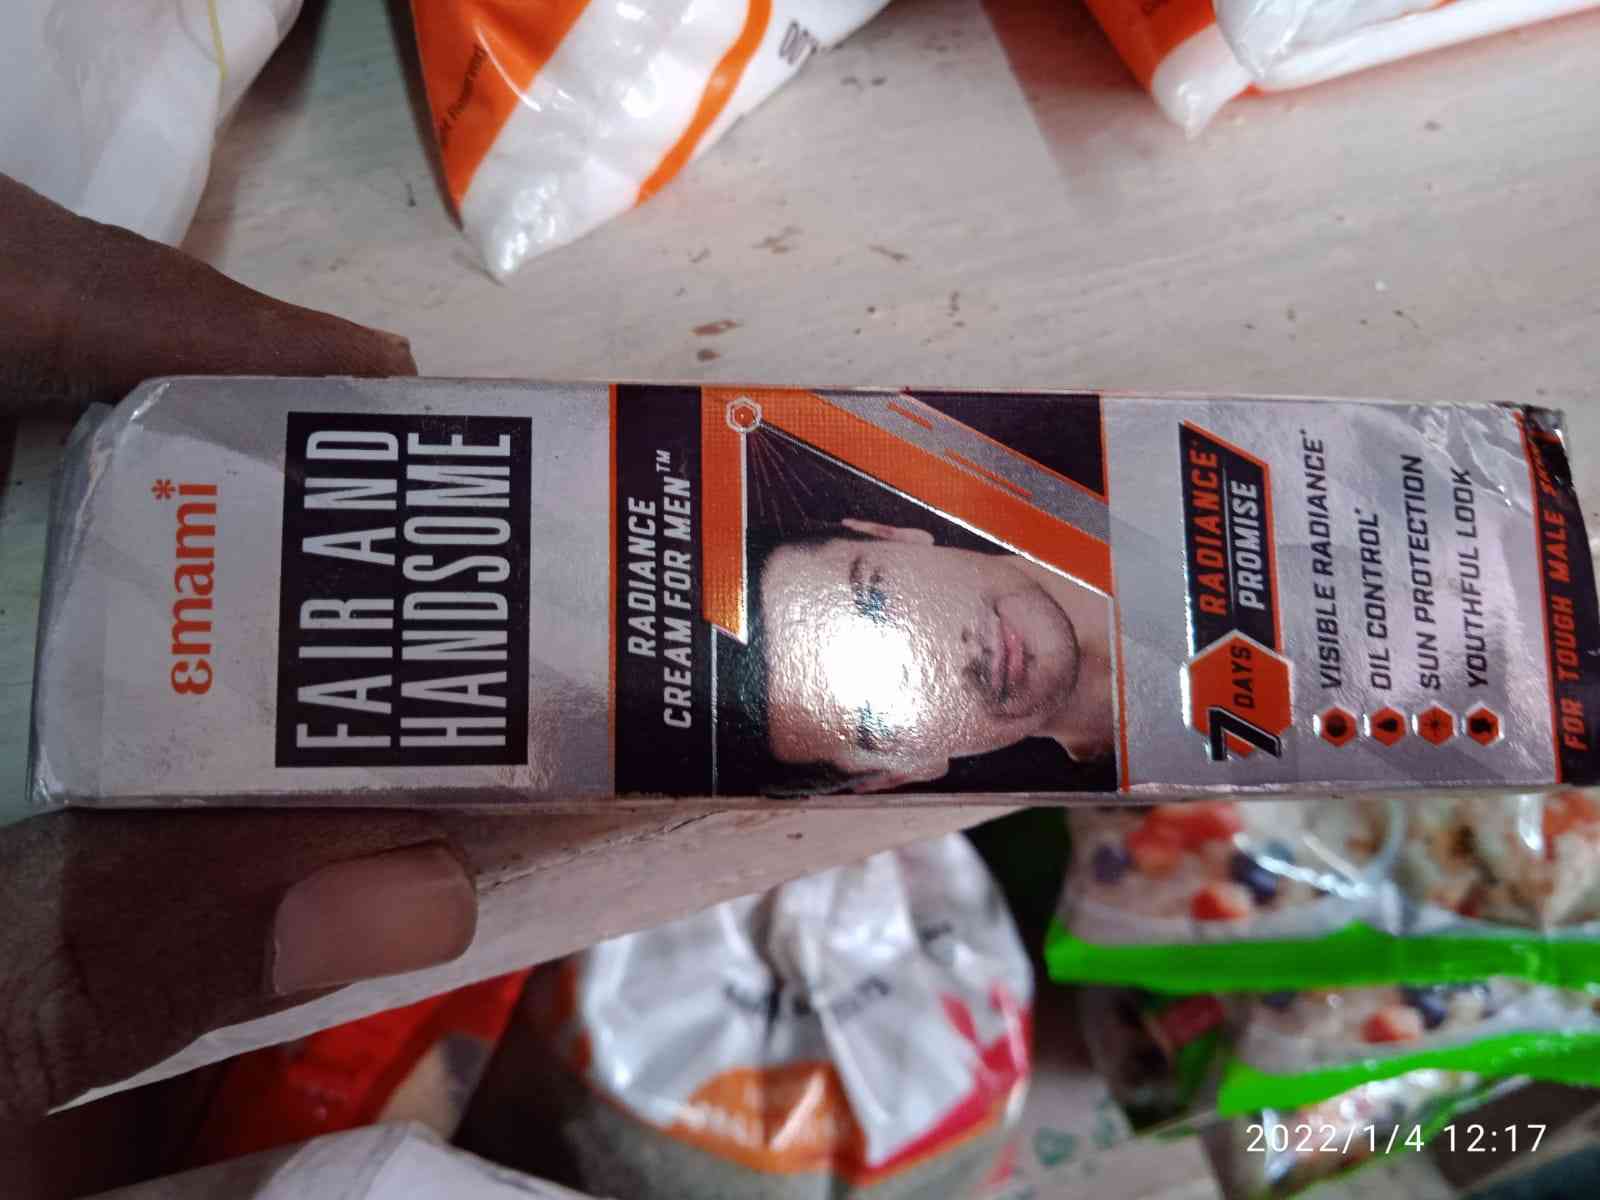 emami*
FAIR AND
HANDSOME
RADIANCE
CREAM FOR MEN™
7 DAYS RADIANCE*
PROMISE
VISIBLE RADIANCE*
OIL CONTROL*
SUN PROTECTION
YOUTHFUL LOOK
FOR TOUGH MALE
2022/1/4 12:17